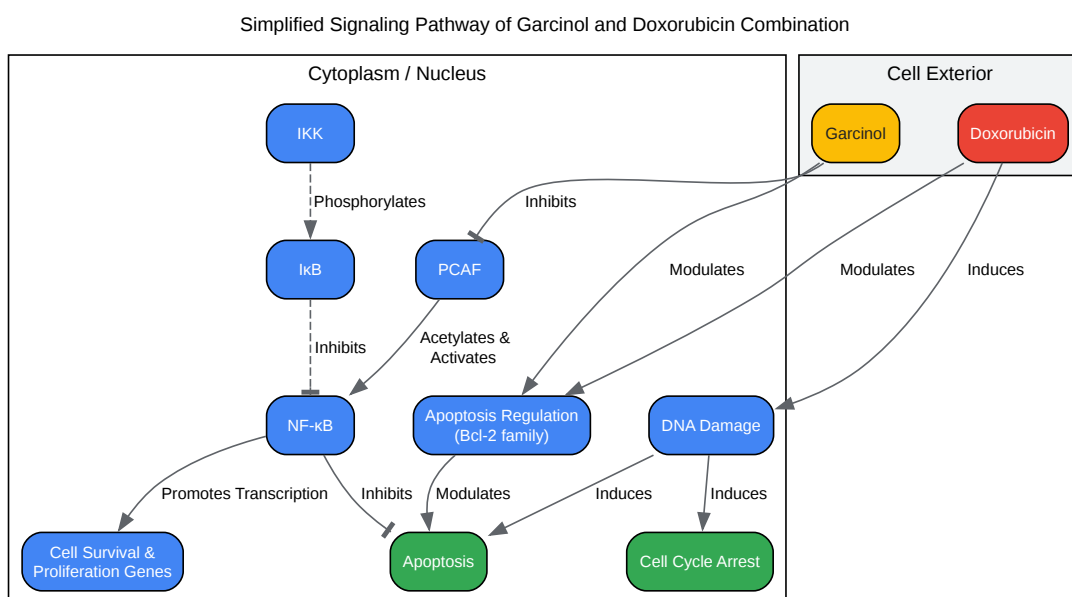 Simplified Signaling Pathway of Garcinol and Doxorubicin Combination
Cytoplasm / Nucleus
Cell Exterior
IKK
Garcinol
Doxorubicin
Phosphorylates
Inhibits
IκB
PCAF
Modulates
Modulates
Induces
Inhibits
Acetylates &
Activates
NF-κB
Apoptosis Regulation
(Bcl-2 family)
DNA Damage
Promotes Transcription
Inhibits
Modulates
Induces
Induces
Cell Survival &
Proliferation Genes
Apoptosis
Cell Cycle Arrest